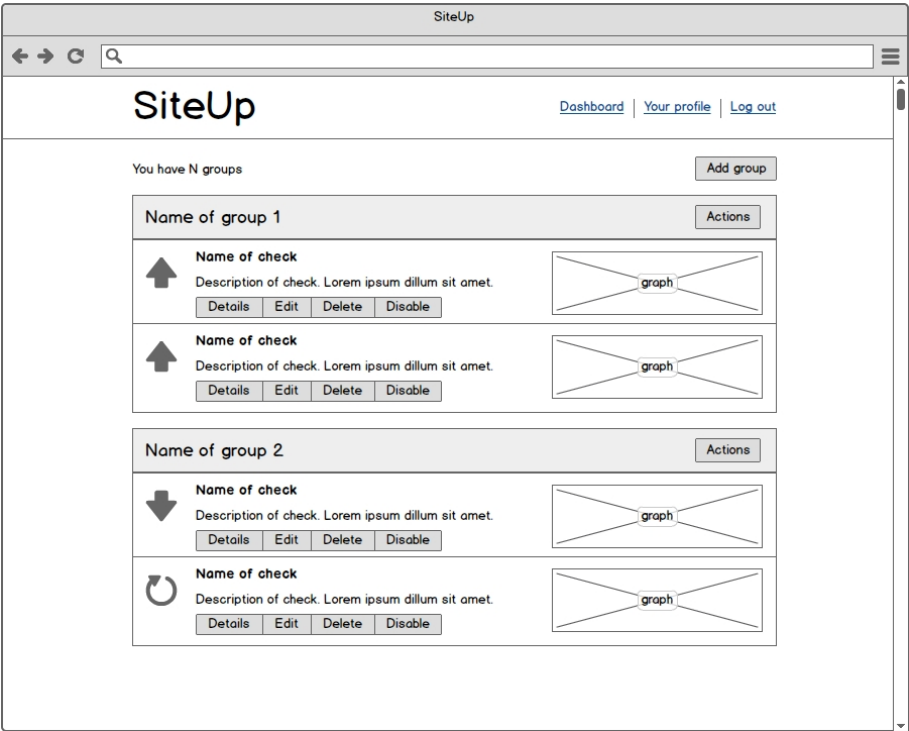 SiteUp
SiteUp
Dashboard Your profile Log out
You have N groups Add group
Name of group 1 Actions
Name of check
Description of check. Lorem ipsum dillum sit amet.
graph
Details Edit Delete Disable
Name of check
Description of check. Lorem ipsum dillum sit amet.
graph
Details Edit Delete Disable
Name of group 2 Actions
Name of check
Description of check. Lorem ipsum dillum sit amet.
graph
Details Edit Delete Disable
Name of check
Description of check. Lorem ipsum dillum sit amet.
graph
Details Edit Delete Disable